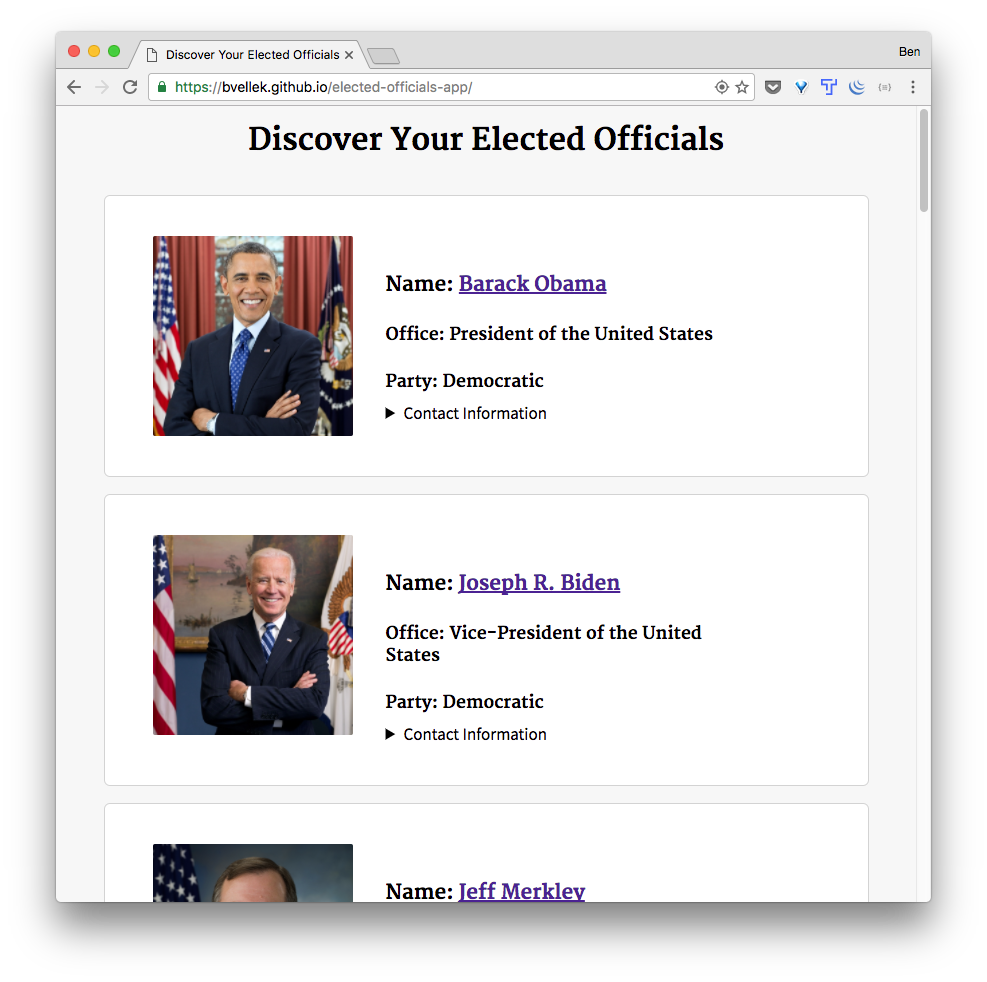 Discover Your Elected Officials
Ben
https://bvellek.github.io/elected-officials-app/
Discover Your Elected Officials
Name: Barack Obama
Office: President of the United States
Party: Democratic
Contact Information
Name: Joseph R. Biden
Office: Vice-President of the United
States
Party: Democratic
Contact Information
Name: Jeff Merkley